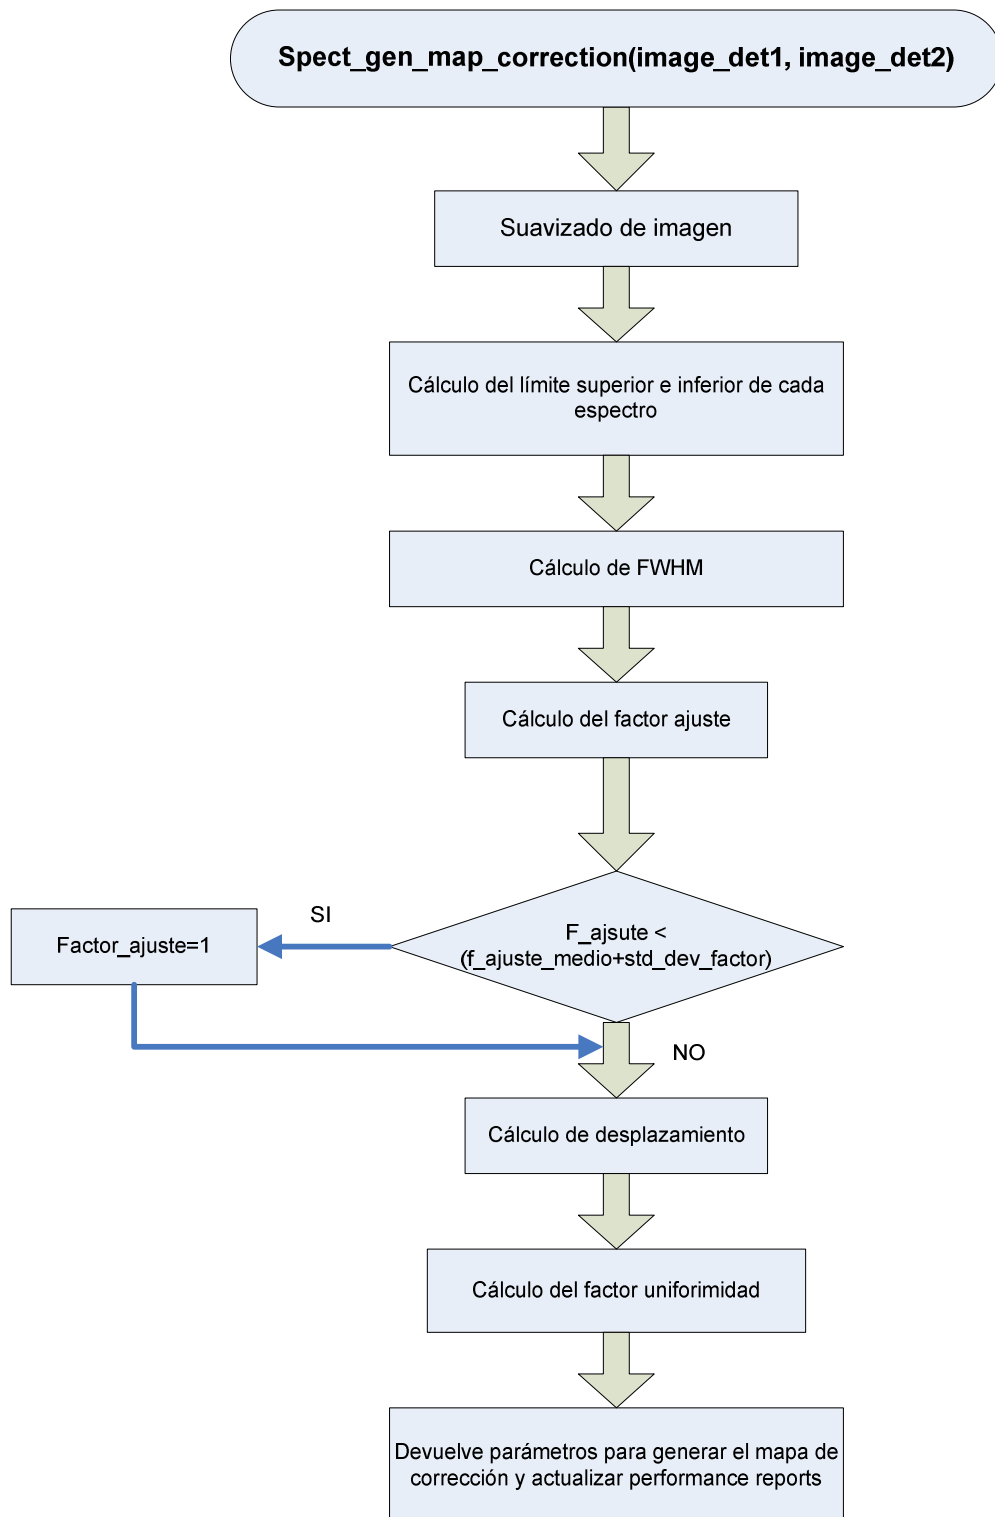 Spect_gen_map_correction(image_det1, image_det2)
Suavizado de imagen
Cálculo del límite superior e inferior de cada
espectro
Cálculo de FWHM
Cálculo del factor ajuste
F_ajsute <
(f_ajuste_medio+std_dev_factor)
SI
Factor_ajuste=1
NO
Cálculo de desplazamiento
Cálculo del factor uniforimidad
Devuelve parámetros para generar el mapa de
corrección y actualizar performance reports